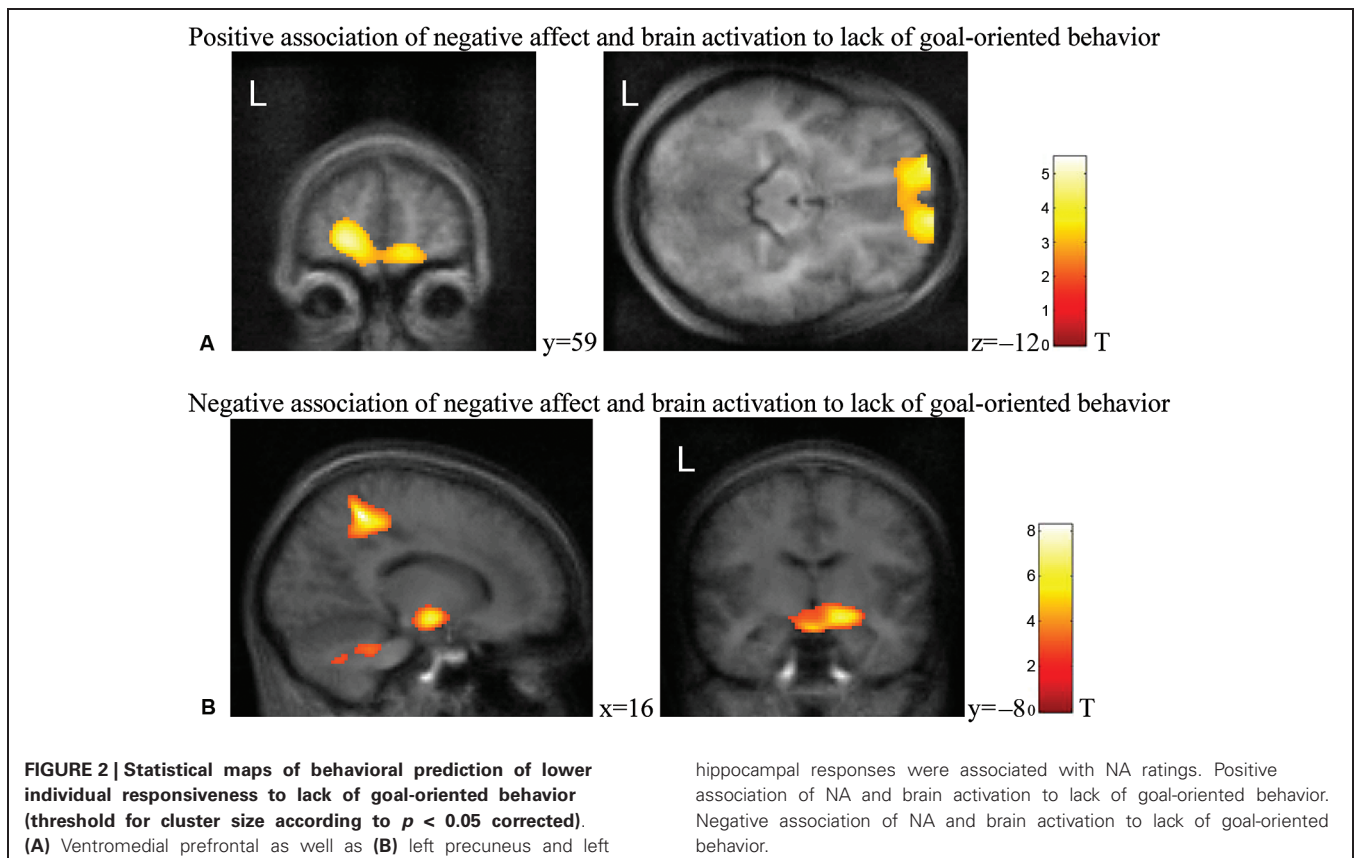 Positive association of negative affect and brain activation to lack of goal-oriented behavior
L
L
5
4
3
2
1
0
A
y=59
z=–12
T
Negative association of negative affect and brain activation to lack of goal-oriented behavior
L
8
6
4
2
0
B
x=16
y=–8
T
FIGURE 2 | Statistical maps of behavioral prediction of lower
individual responsiveness to lack of goal-oriented behavior
(threshold for cluster size according to p < 0.05 corrected).
(A) Ventromedial prefrontal as well as (B) left precuneus and left
hippocampal responses were associated with NA ratings. Positive
association of NA and brain activation to lack of goal-oriented behavior.
Negative association of NA and brain activation to lack of goal-oriented
behavior.